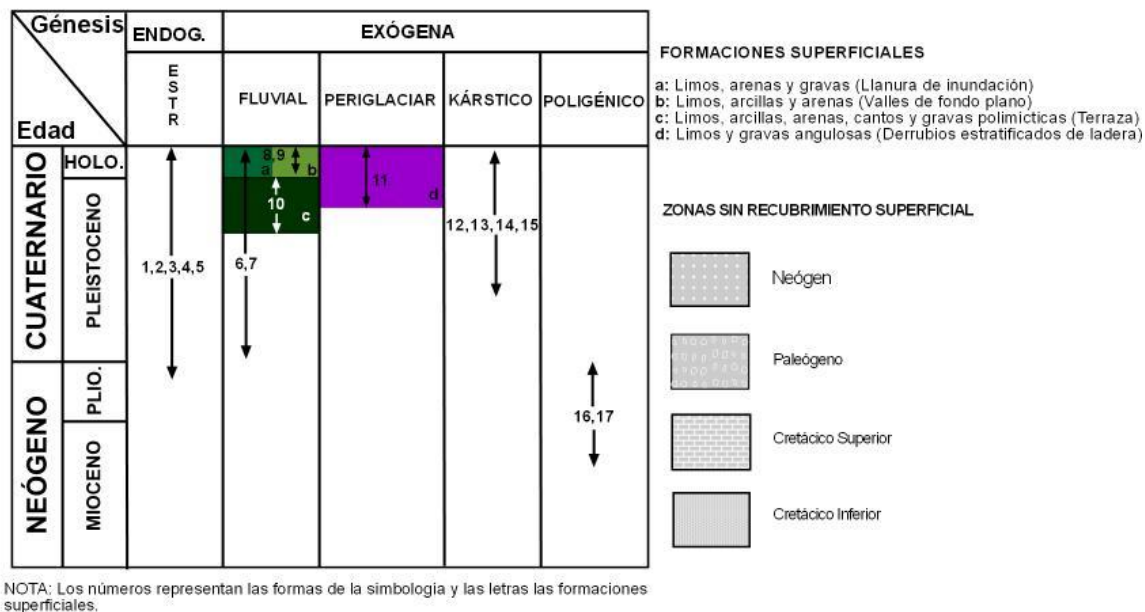 Génesis
ENDOG.
EXÓGENA
Edad
E
S
T
R
FLUVIAL
PERIGLACIAR
KÁRSTICO
POLIGÉNICO
CUATERNARIO
HOLO.
PLEISTOCENO
NEÓGENO
PLIO.
MIOCENO
1,2,3,4,5
6,7
8,9
a
b
10
c
11
d
12,13,14,15
16,17
FORMACIONES SUPERFICIALES
a: Limos, arenas y gravas (Llanura de inundación)
b: Limos, arcillas y arenas (Valles de fondo plano)
c: Limos, arcillas, arenas, cantos y gravas polimícticas (Terraza)
d: Limos y gravas angulosas (Derrubios estratificados de ladera)
ZONAS SIN RECUBRIMIENTO SUPERFICIAL
Neógen
Paleógeno
Cretácico Superior
Cretácico Inferior
NOTA: Los números representan las formas de la simbología y las letras las formaciones
superficiales.